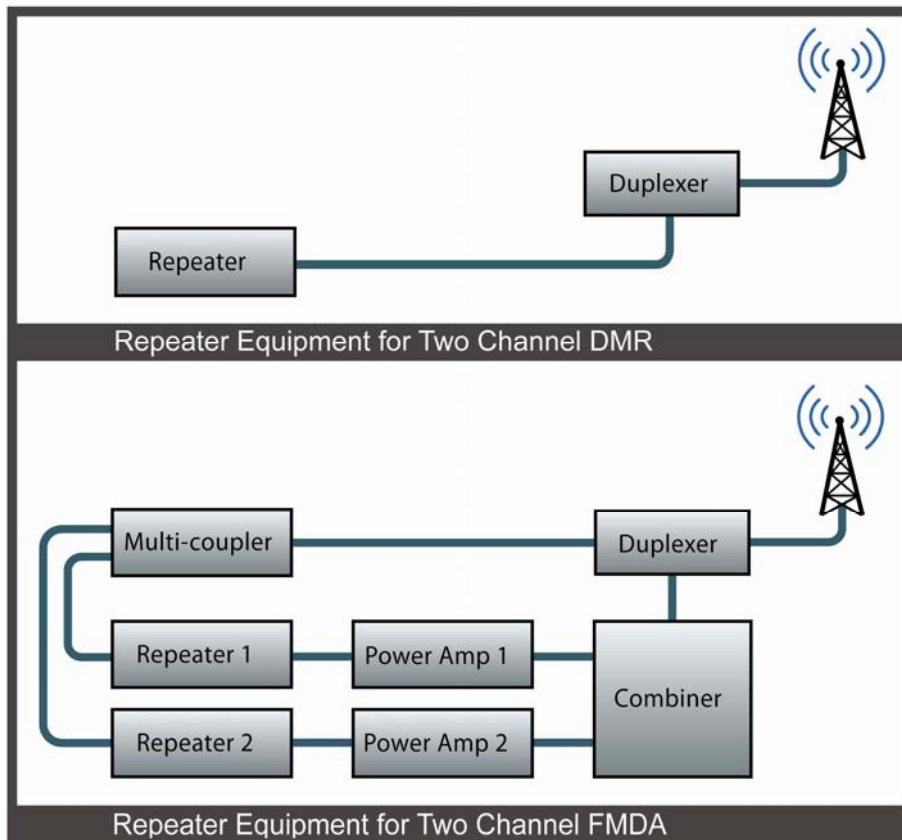 Duplexer
Repeater
Repeater Equipment for Two Channel DMR
Multi-coupler
Duplexer
Repeater 1
Power Amp 1
Combiner
Repeater 2
Power Amp 2
Repeater Equipment for Two Channel FMDA